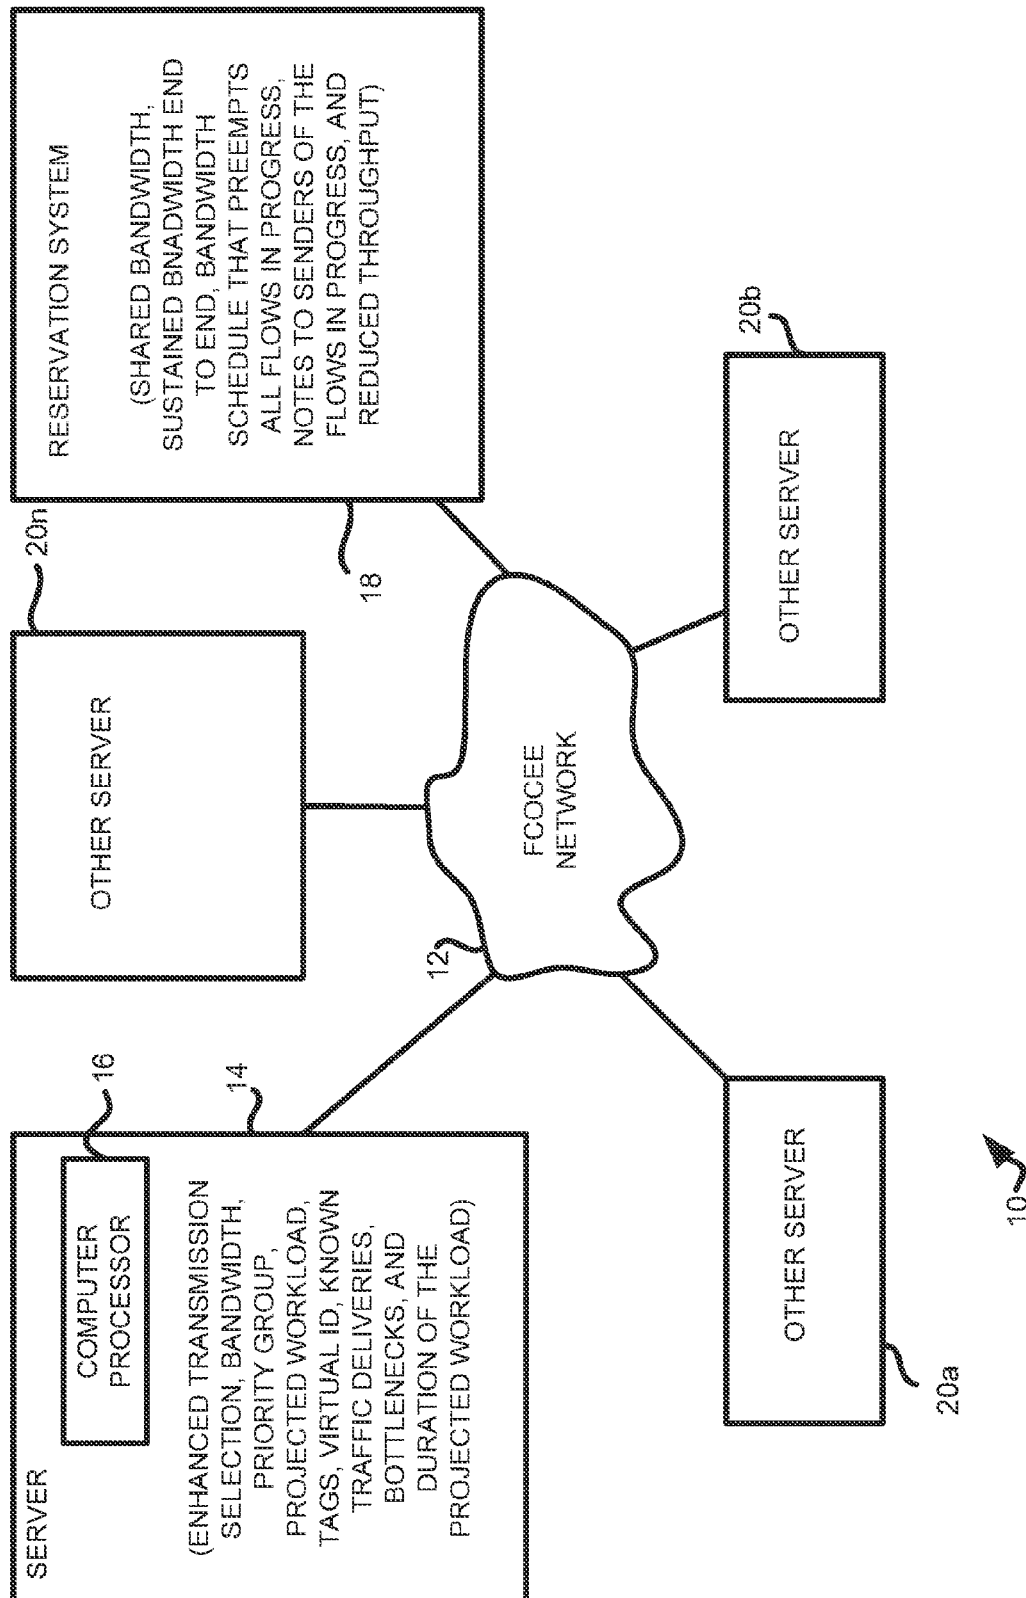 SERVER
COMPUTER
PROCESSOR
16
(ENHANCED TRANSMISSION
SELECTION, BANDWIDTH,
PRIORITY GROUP,
PROJECTED WORKLOAD,
TAGS, VIRTUAL ID, KNOWN
TRAFFIC DELIVERIES,
BOTTLENECKS, AND
DURATION OF THE
PROJECTED WORKLOAD)
14
OTHER SERVER
20n
RESERVATION SYSTEM
(SHARED BANDWIDTH,
SUSTAINED BNADWIDTH END
TO END, BANDWIDTH
SCHEDULE THAT PREEMPTS
ALL FLOWS IN PROGRESS,
NOTES TO SENDERS OF THE
FLOWS IN PROGRESS, AND
REDUCED THROUGHPUT)
18
12
FCOCEE
NETWORK
OTHER SERVER
20a
OTHER SERVER
20b
10